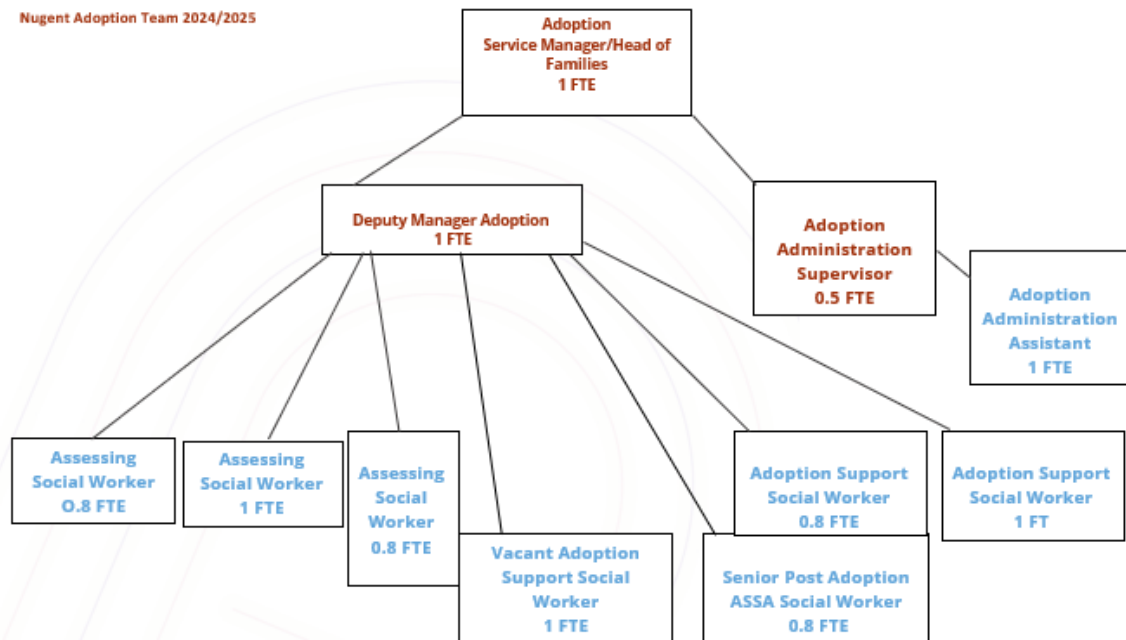 Nugent Adoption Team 2024/2025
Adoption
Service Manager/Head of
Families
1 FTE
Deputy Manager Adoption
1 FTE
Adoption
Administration
Supervisor
0.5 FTE
Adoption
Administration
Assistant
1 FTE
Assessing
Social Worker
O.8 FTE
Assessing
Social Worker
1 FTE
Assessing
Social
Worker
0.8 FTE
Vacant Adoption
Support Social
Worker
1 FTE
Senior Post Adoption
ASSA Social Worker
0.8 FTE
Adoption Support
Social Worker
0.8 FTE
Adoption Support
Social Worker
1 FT